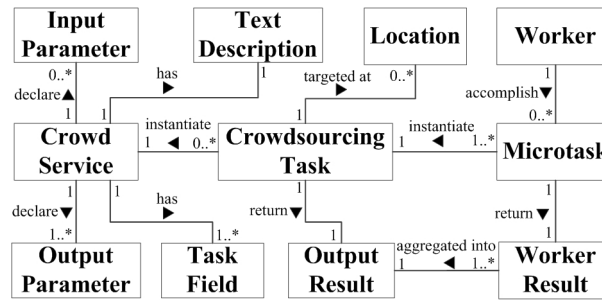 Input
Parameter
Text
Description
Location
Worker
0..*
declare
1
has
1
1
targeted at
0..*
1
1
accomplish
0..*
Crowd
Service
instantiate
1
0..*
Crowdsourcing
Task
instantiate
1
1..*
Microtask
1
declare
1..*
1
has
1..*
1
return
1
1
return
1
Output
Parameter
Task
Field
Output
Result
aggregated into
1
1..*
Worker
Result